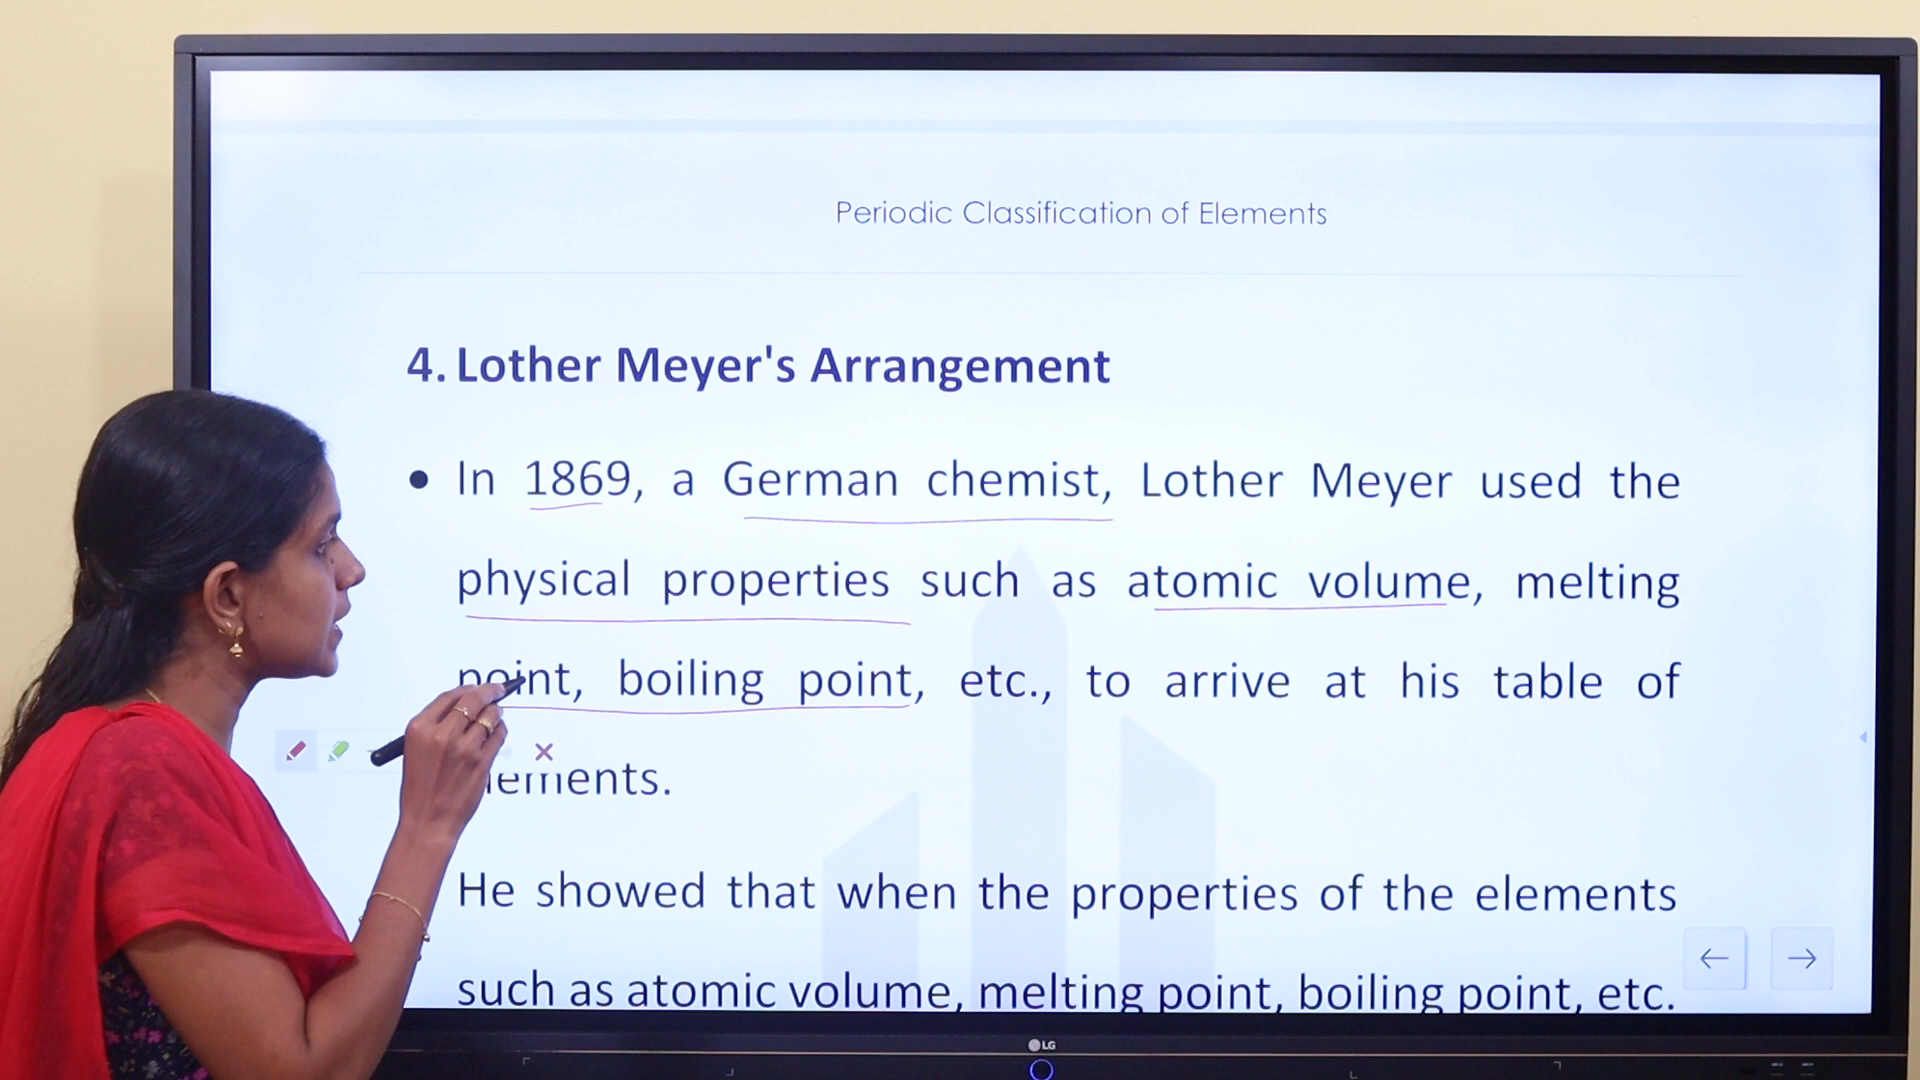 Periodic Classification of Elements
4. Lother Meyer's Arrangement
• In 1869, a German chemist, Lother Meyer used the
physical properties such as atomic volume, melting
point, boiling point, etc., to arrive at his table of
elements.
He showed that when the properties of the elements
such as atomic volume, melting point, boiling point, etc.
LG